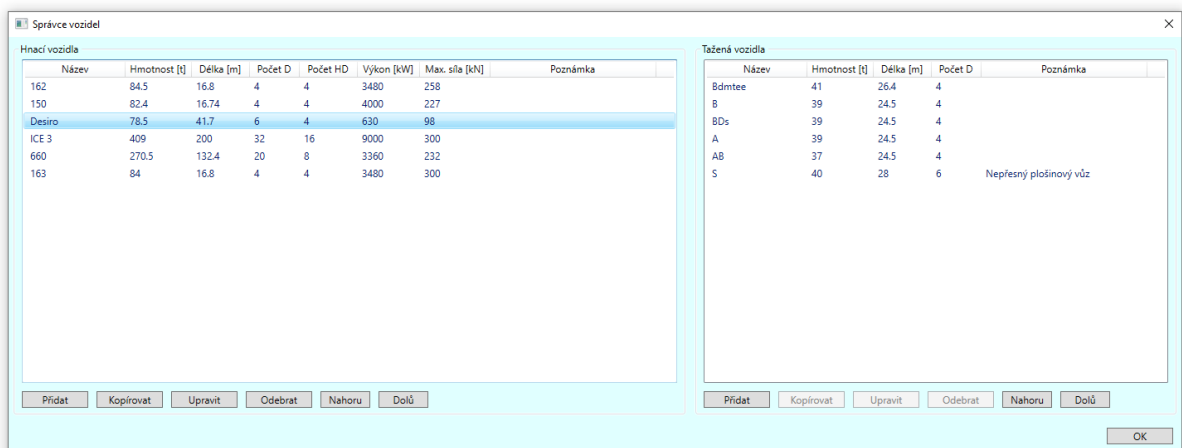 Správce vozidel
Hnací vozidla
Název Hmotnost [t] Délka [m] Počet D Počet HD Výkon [kW] Max. síla [kN] Poznámka
162 84.5 16.8 4 4 3480 258
150 82.4 16.74 4 4 4000 227
Desiro 78.5 41.7 6 4 630 98
ICE 3 409 200 32 16 9000 300
660 270.5 132.4 20 8 3360 232
163 84 16.8 4 4 3480 300
Přidat Kopírovat Upravit Odebrat Nahoru Dolů
Tažená vozidla
Název Hmotnost [t] Délka [m] Počet D Poznámka
Bdmtee 41 26.4 4
B 39 24.5 4
BDs 39 24.5 4
A 39 24.5 4
AB 37 24.5 4
S 40 28 6 Nepřesný plošinový vůz
Přidat Kopírovat Upravit Odebrat Nahoru Dolů
OK